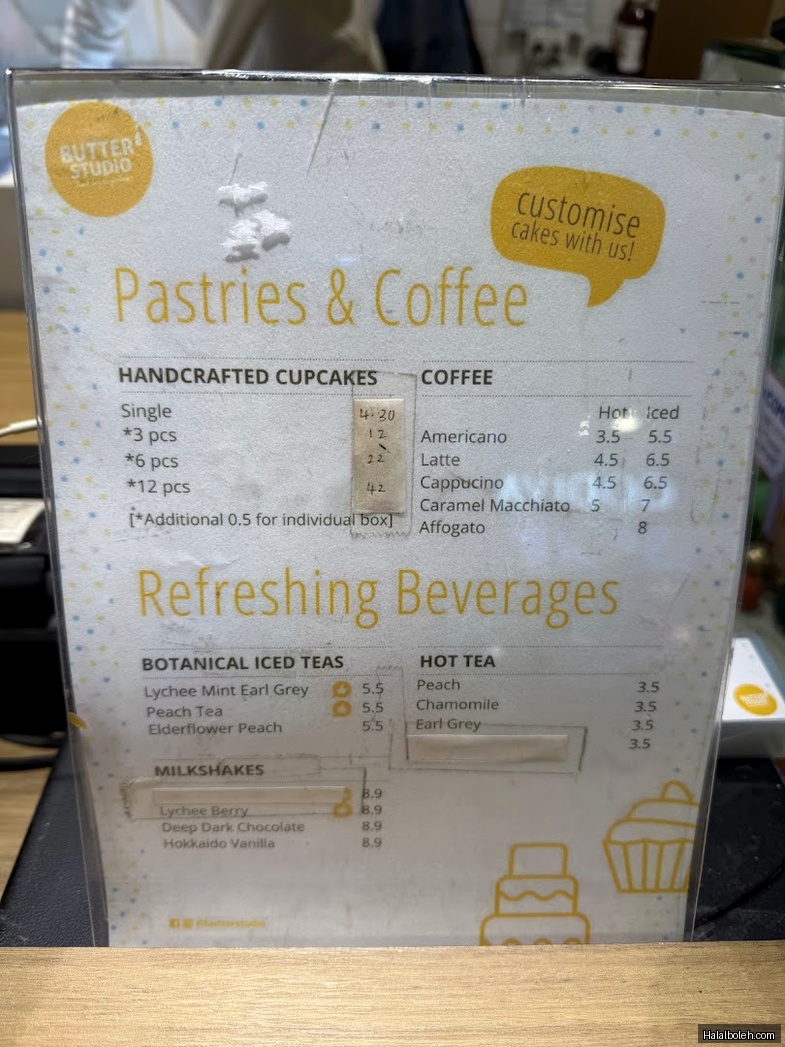 BUTTER
STUDIO
customise
cakes with us!
Pastries & Coffee
HANDCRAFTED CUPCAKES
Single 4.30
*3 pcs 12
*6 pcs 22
*12 pcs 42
[*Additional 0.5 for individual box]
COFFEE
Hot Iced
Americano 3.5 5.5
Latte 4.5 6.5
Cappucino 4.5 6.5
Caramel Macchiato 5 7
Affogato 8
Refreshing Beverages
BOTANICAL ICED TEAS
Lychee Mint Earl Grey 5.5
Peach Tea 5.5
Elderflower Peach 5.5
HOT TEA
Peach 3.5
Chamomile 3.5
Earl Grey 3.5
3.5
MILKSHAKES
8.9
Lychee Berry 8.9
Deep Dark Chocolate 8.9
Hokkaido Vanilla 8.9
Halalboleh.com